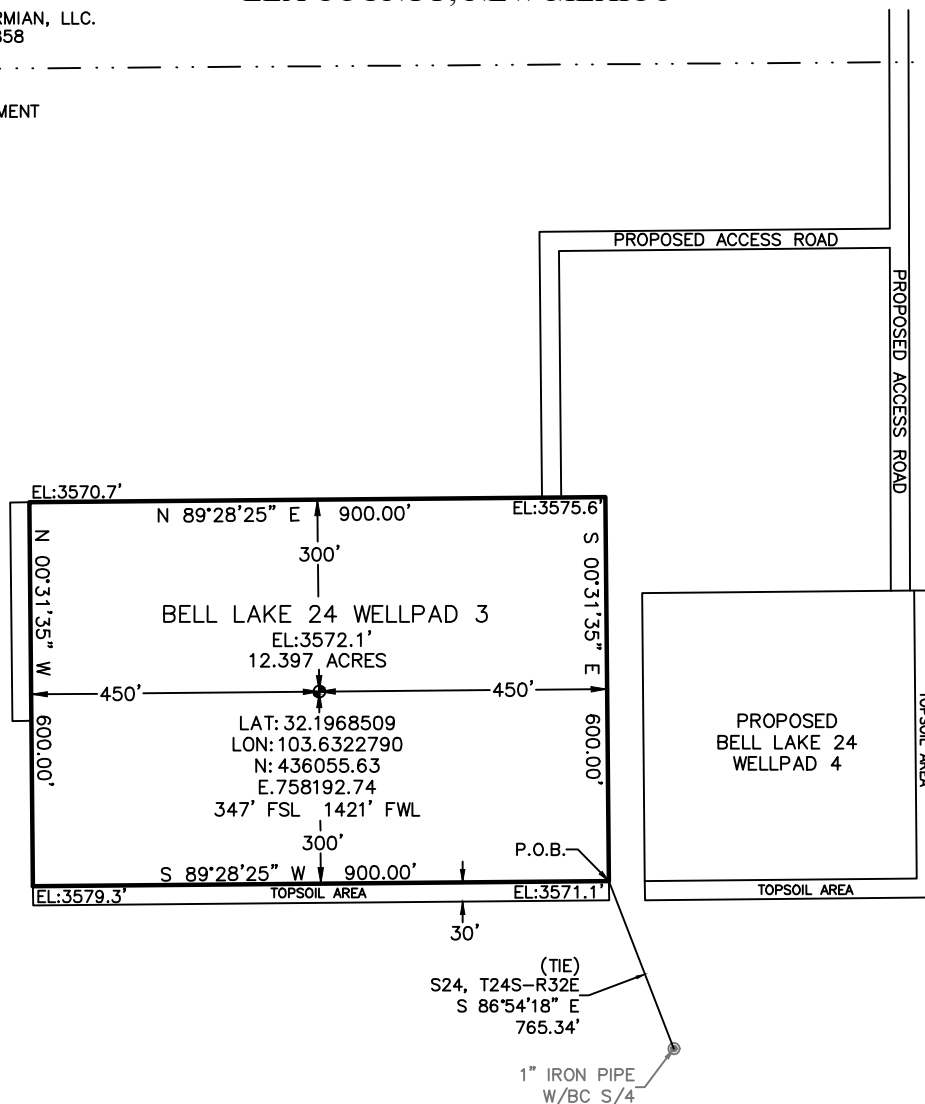 RMIAN, LLC.
358
MENT
PROPOSED ACCESS ROAD
PROPOSED ACCESS ROAD
EL:3570.7'
EL:3575.6'
N 89°28'25" E 900.00'
N 00°31'35" W 600.00'
S 00°31'35" E 600.00'
300'
BELL LAKE 24 WELLPAD 3
EL:3572.1'
12.397 ACRES
450'
450'
LAT: 32.1968509
LON: 103.6322790
N: 436055.63
E.758192.74
347' FSL 1421' FWL
300'
P.O.B.
S 89°28'25" W 900.00'
EL:3579.3'
TOPSOIL AREA
EL:3571.1'
30'
PROPOSED
BELL LAKE 24
WELLPAD 4
TOPSOIL AREA
TOPSOIL AREA
(TIE)
S24, T24S-R32E
S 86°54'18" E
765.34'
1" IRON PIPE
W/BC S/4